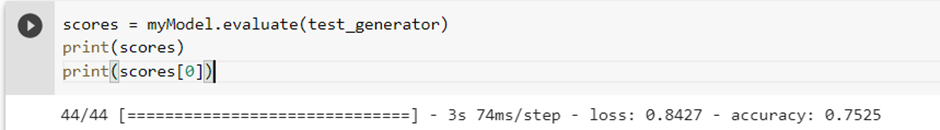 scores = myModel.evaluate(test_generator)
print(scores)
print(scores[0])
44/44 [==============================] - 3s 74ms/step - loss: 0.8427 - accuracy: 0.7525